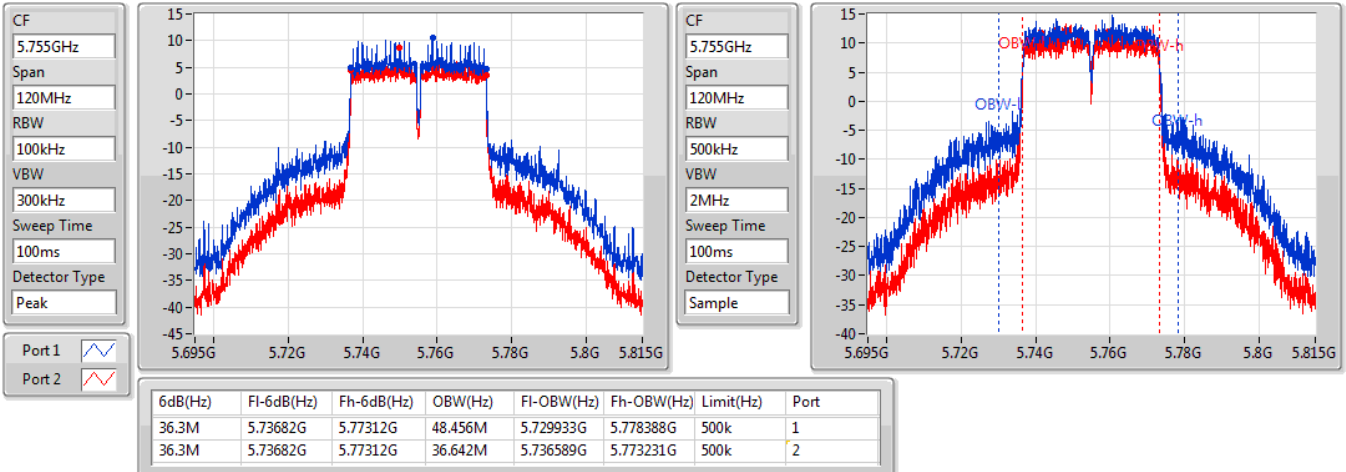 CF
5.755GHz
Span
120MHz
RBW
100kHz
VBW
300kHz
Sweep Time
100ms
Detector Type
Peak
Port 1
Port 2
15
10
5
0
-5
-10
-15
-20
-25
-30
-35
-40
-45
5.695G 5.72G 5.74G 5.76G 5.78G 5.8G 5.815G
CF
5.755GHz
Span
120MHz
RBW
500kHz
VBW
2MHz
Sweep Time
100ms
Detector Type
Sample
15
10
5
0
-5
-10
-15
-20
-25
-30
-35
-40
OBW-l
OBW-h
5.695G 5.72G 5.74G 5.76G 5.78G 5.8G 5.815G
6dB(Hz) Fl-6dB(Hz) Fh-6dB(Hz) OBW(Hz) Fl-OBW(Hz) Fh-OBW(Hz) Limit(Hz) Port
36.3M 5.73682G 5.77312G 48.456M 5.729933G 5.778388G 500k 1
36.3M 5.73682G 5.77312G 36.642M 5.736589G 5.773231G 500k 2